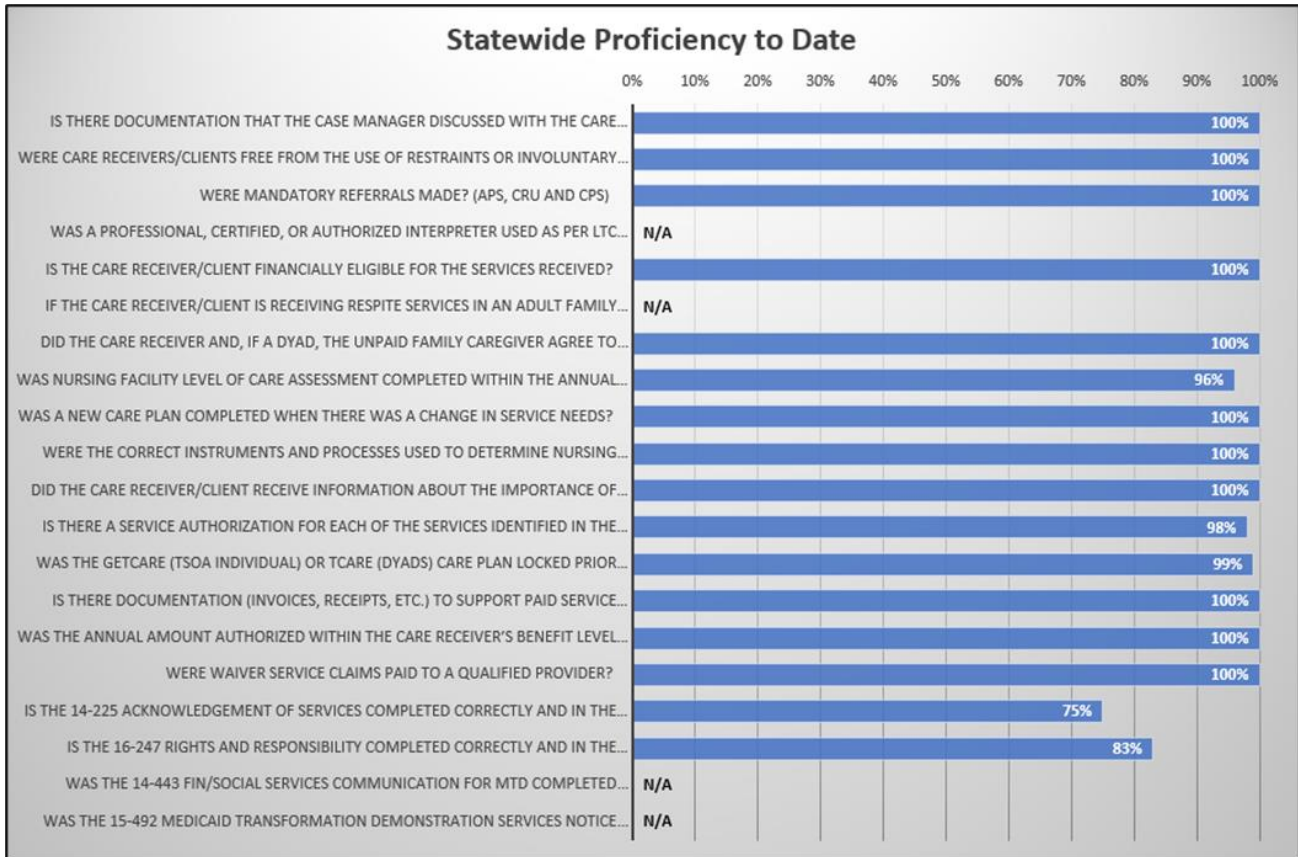 Statewide Proficiency to Date
0% 10% 20% 30% 40% 50% 60% 70% 80% 90% 100%
IS THERE DOCUMENTATION THAT THE CASE MANAGER DISCUSSED WITH THE CARE... 100%
WERE CARE RECEIVERS/CLIENTS FREE FROM THE USE OF RESTRAINTS OR INVOLUNTARY... 100%
WERE MANDATORY REFERRALS MADE? (APS, CRU AND CPS) 100%
WAS A PROFESSIONAL, CERTIFIED, OR AUTHORIZED INTERPRETER USED AS PER LTC... N/A
IS THE CARE RECEIVER/CLIENT FINANCIALLY ELIGIBLE FOR THE SERVICES RECEIVED? 100%
IF THE CARE RECEIVER/CLIENT IS RECEIVING RESPITE SERVICES IN AN ADULT FAMILY... N/A
DID THE CARE RECEIVER AND, IF A DYAD, THE UNPAID FAMILY CAREGIVER AGREE TO... 100%
WAS NURSING FACILITY LEVEL OF CARE ASSESSMENT COMPLETED WITHIN THE ANNUAL... 96%
WAS A NEW CARE PLAN COMPLETED WHEN THERE WAS A CHANGE IN SERVICE NEEDS? 100%
WERE THE CORRECT INSTRUMENTS AND PROCESSES USED TO DETERMINE NURSING... 100%
DID THE CARE RECEIVER/CLIENT RECEIVE INFORMATION ABOUT THE IMPORTANCE OF... 100%
IS THERE A SERVICE AUTHORIZATION FOR EACH OF THE SERVICES IDENTIFIED IN THE... 98%
WAS THE GETCARE (TSOA INDIVIDUAL) OR TCARE (DYADS) CARE PLAN LOCKED PRIOR... 99%
IS THERE DOCUMENTATION (INVOICES, RECEIPTS, ETC.) TO SUPPORT PAID SERVICE... 100%
WAS THE ANNUAL AMOUNT AUTHORIZED WITHIN THE CARE RECEIVER'S BENEFIT LEVEL... 100%
WERE WAIVER SERVICE CLAIMS PAID TO A QUALIFIED PROVIDER? 100%
IS THE 14-225 ACKNOWLEDGEMENT OF SERVICES COMPLETED CORRECTLY AND IN THE... 75%
IS THE 16-247 RIGHTS AND RESPONSIBILITY COMPLETED CORRECTLY AND IN THE... 83%
WAS THE 14-443 FIN/SOCIAL SERVICES COMMUNICATION FOR MTD COMPLETED... N/A
WAS THE 15-492 MEDICAID TRANSFORMATION DEMONSTRATION SERVICES NOTICE... N/A